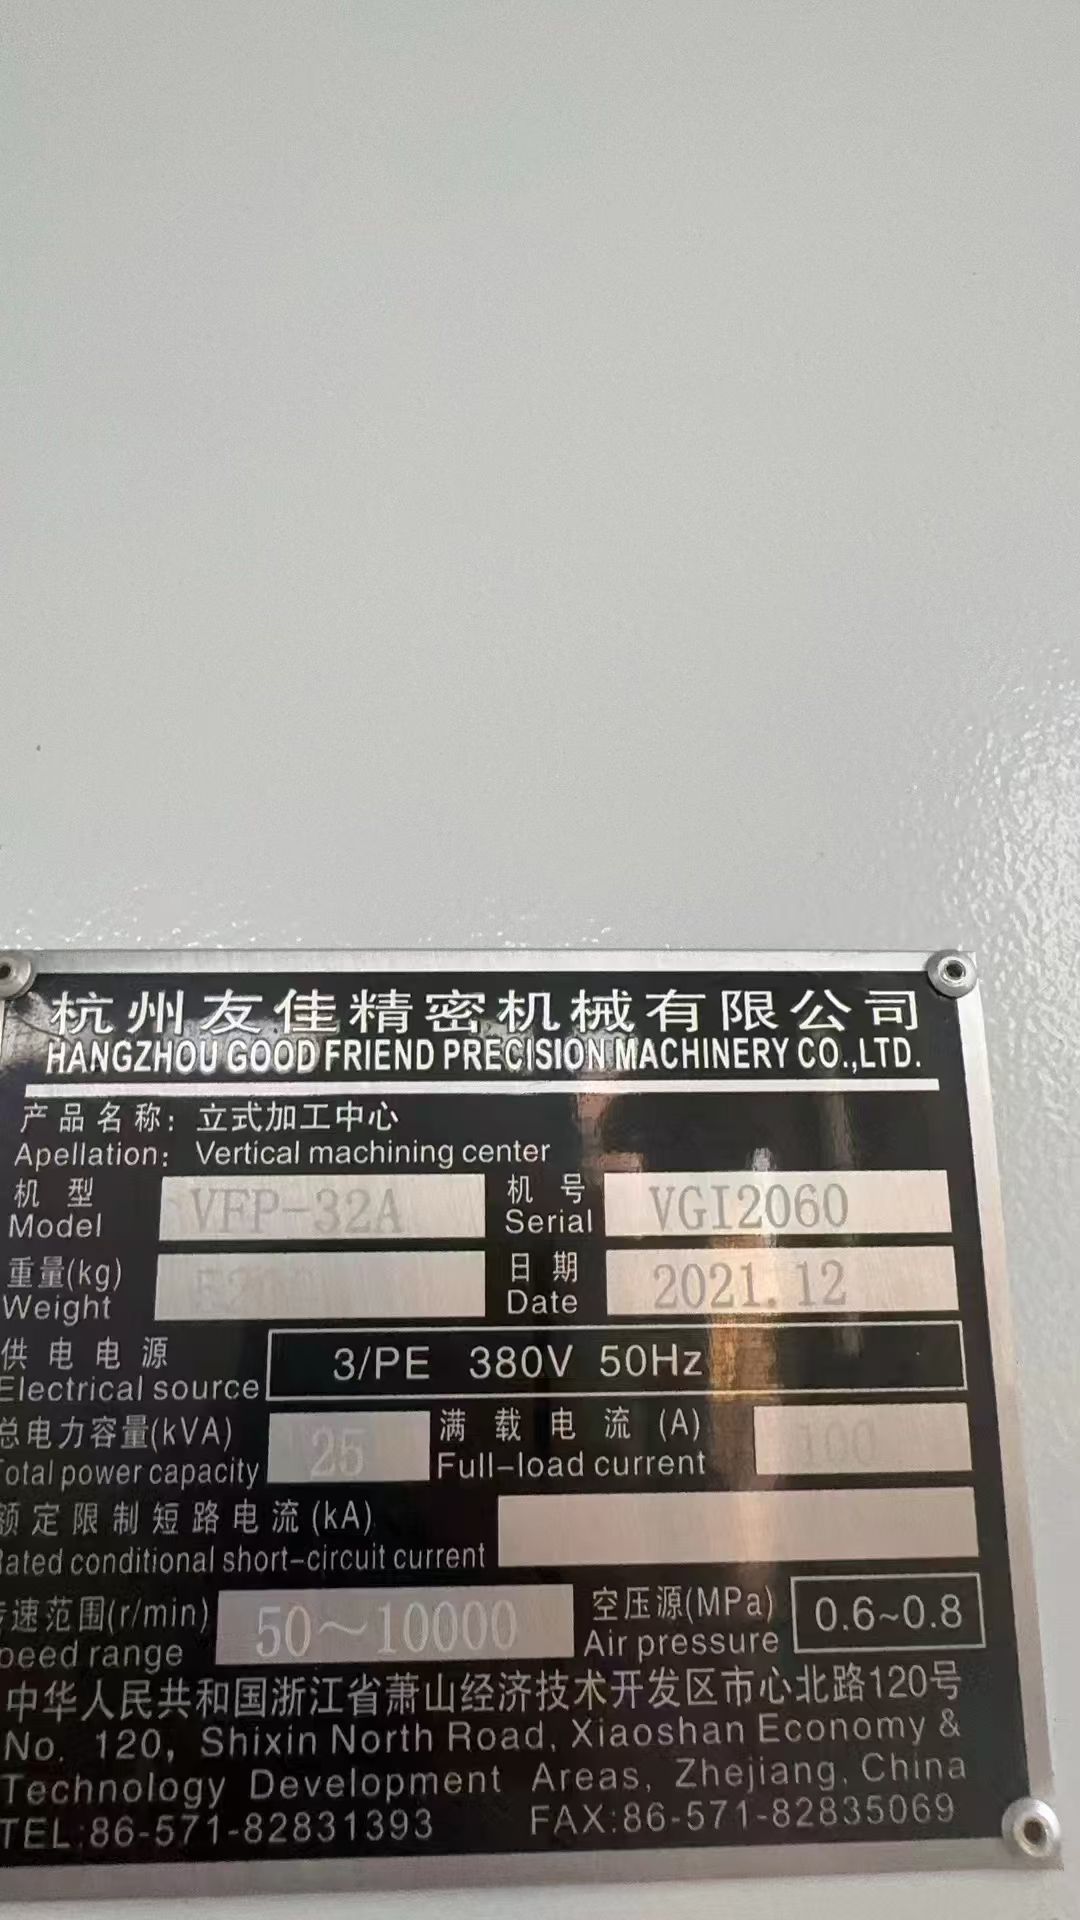 杭州友佳精密机械有限公司
HANGZHOU GOOD FRIEND PRECISION MACHINERY CO.,LTD.
产品名称：立式加工中心
Apellation: Vertical machining center
机型 VFP-32A 机号 VGI2060
Model Serial
重量(kg) 日期 2021.12
Weight Date
供电电源 3/PE 380V 50Hz
Electrical source
总电力容量(kVA) 25 满载电流(A) 100
Total power capacity Full-load current
额定限制短路电流(kA)
Rated conditional short-circuit current
速范围(r/min) 50~10000 空压源(MPa) 0.6~0.8
peed range Air pressure
中华人民共和国浙江省萧山经济技术开发区市心北路120号
No. 120, Shixin North Road, Xiaoshan Economy &
Technology Development Areas, Zhejiang, China
TEL:86-571-82831393 FAX:86-571-82835069